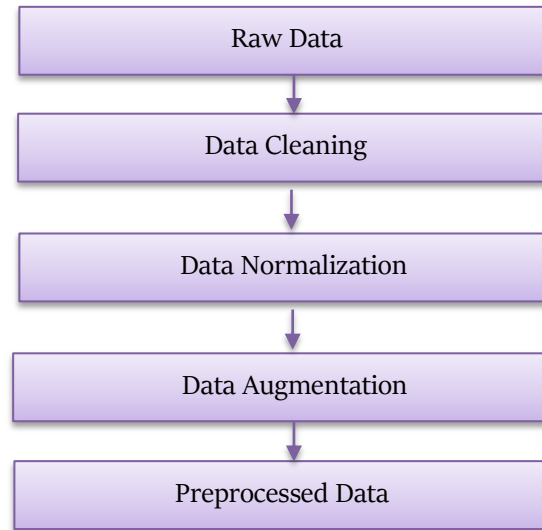 Raw Data
Data Cleaning
Data Normalization
Data Augmentation
Preprocessed Data